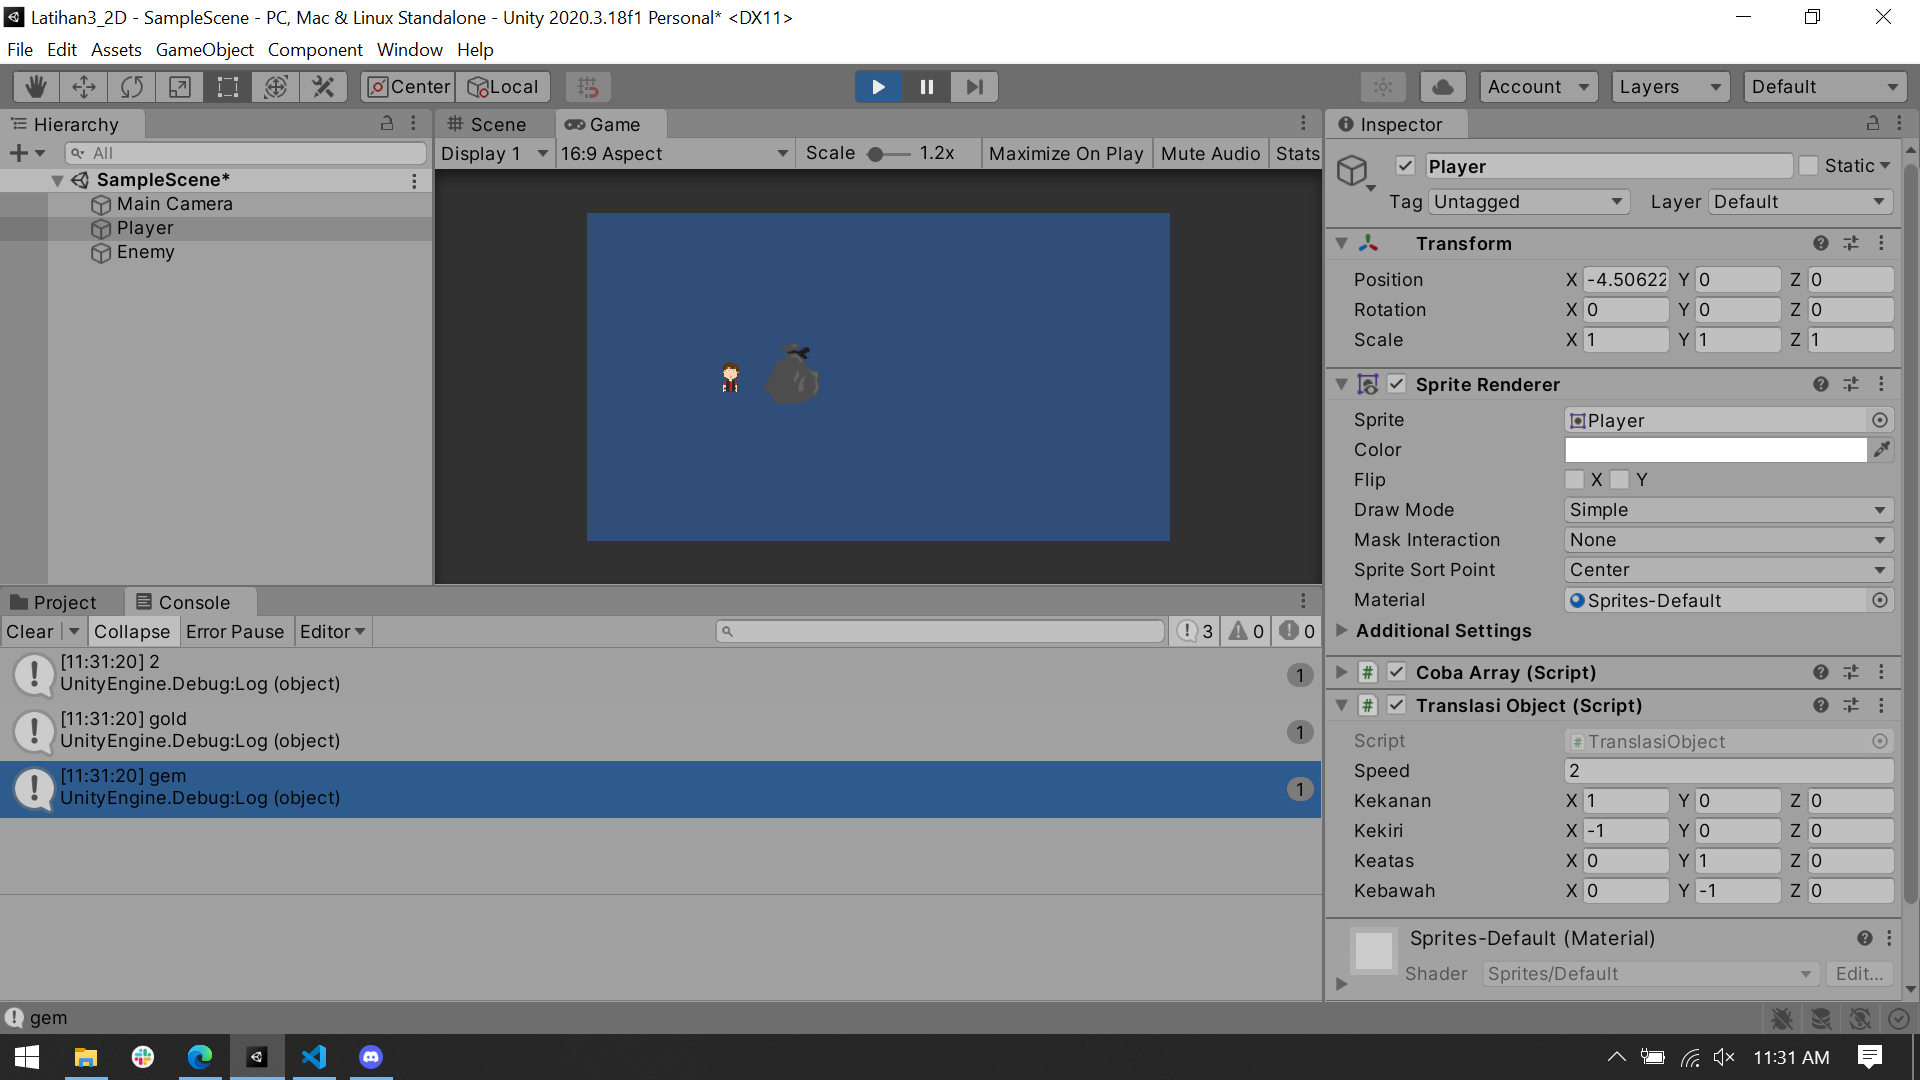 Latihan3_2D - SampleScene - PC, Mac & Linux Standalone - Unity 2020.3.18f1 Personal* <DX11>
File Edit Assets GameObject Component Window Help
Center Local Account Layers Default
Hierarchy
All
SampleScene*
Main Camera
Player
Enemy
Scene Game
Display 1 16:9 Aspect Scale 1.2x Maximize On Play Mute Audio Stats
Inspector
Player Static
Tag Untagged Layer Default
Transform
Position X -4.50622 Y 0 Z 0
Rotation X 0 Y 0 Z 0
Scale X 1 Y 1 Z 1
Sprite Renderer
Sprite Player
Color
Flip X Y
Draw Mode Simple
Mask Interaction None
Sprite Sort Point Center
Material Sprites-Default
Additional Settings
# Coba Array (Script)
# Translasi Object (Script)
Script # TranslasiObject
Speed 2
Kekanan X 1 Y 0 Z 0
Kekiri X -1 Y 0 Z 0
Keatas X 0 Y 1 Z 0
Kebawah X 0 Y -1 Z 0
Sprites-Default (Material)
Shader Sprites/Default Edit...
Project Console
Clear Collapse Error Pause Editor 3 0 0
[11:31:20] 2
UnityEngine.Debug:Log (object) 1
[11:31:20] gold
UnityEngine.Debug:Log (object) 1
[11:31:20] gem
UnityEngine.Debug:Log (object) 1
gem
11:31 AM